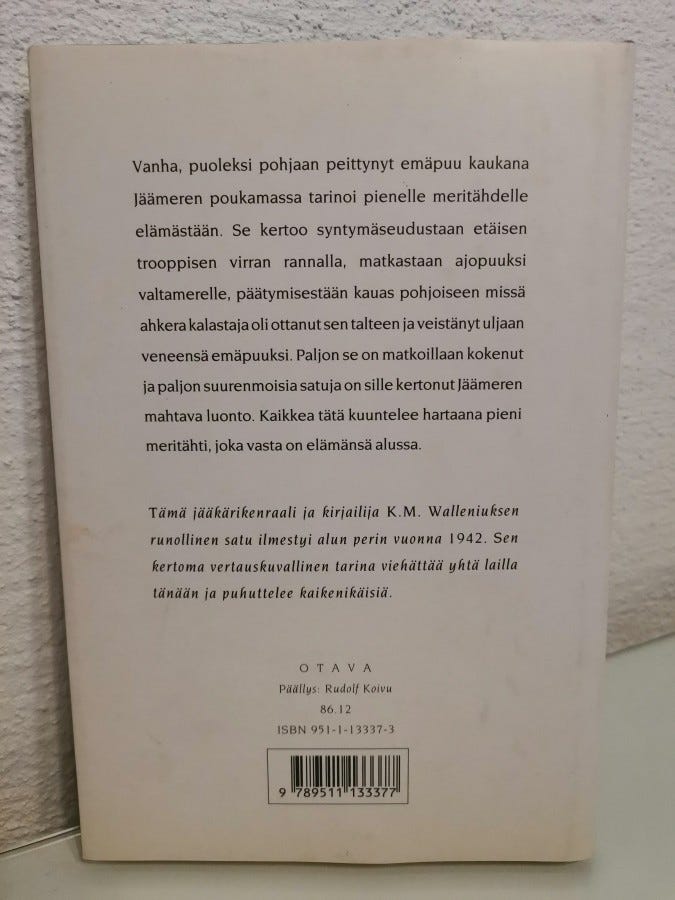 Vanha, puoleksi pohjaan peittynyt emäpuu kaukana
Jäämeren poukamassa tarinoi pienelle meritähdelle
elämästään. Se kertoo syntymäseudustaan etäisen
trooppisen virran rannalla, matkastaan ajopuuksi
valtamerelle, päätymisestään kauas pohjoiseen missä
ahkera kalastaja oli ottanut sen talteen ja veistänyt uljaan
veneensä emäpuuksi. Paljon se on matkoillaan kokenut
ja paljon suurenmoisia satuja on sille kertonut Jäämeren
mahtava luonto. Kaikkea tätä kuuntelee hartaana pieni
meritähti, joka vasta on elämänsä alussa.
Tämä jääkärikenraali ja kirjailija K.M. Walleniuksen
runollinen satu ilmestyi alun perin vuonna 1942. Sen
kertoma vertauskuvallinen tarina viehättää yhtä lailla
tänään ja puhuttelee kaikenikäisiä.
OTAVA
Päällys: Rudolf Koivu
86.12
ISBN 951-1-13337-3
9 789511 133377